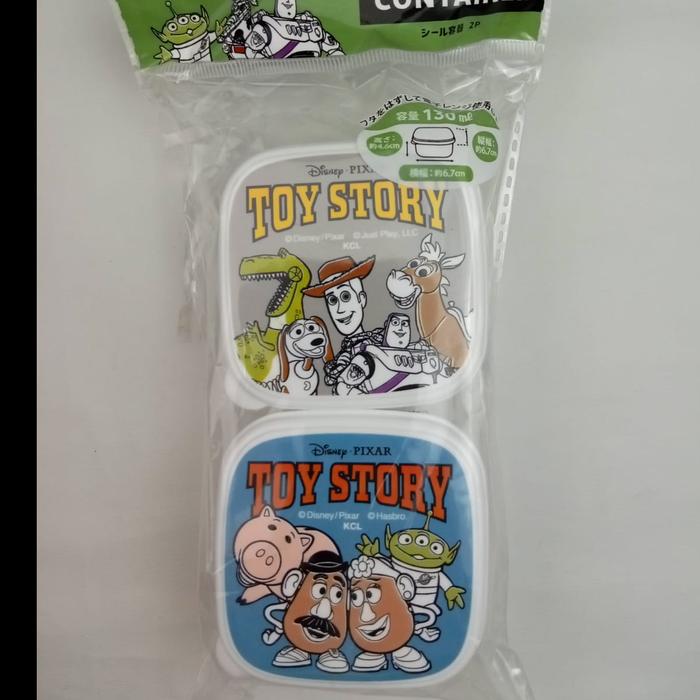 CONTAINER
シール容器 2P
フタをはずして電子レンジ使用
容量 130 ml
高さ:
約4.6cm
縦幅:
約6.7cm
横幅:約6.7cm
Disney · PIXAR
TOY STORY
©Disney/Pixar ©Just Play, LLC
KCL
Disney · PIXAR
TOY STORY
©Disney/Pixar ©Hasbro.
KCL